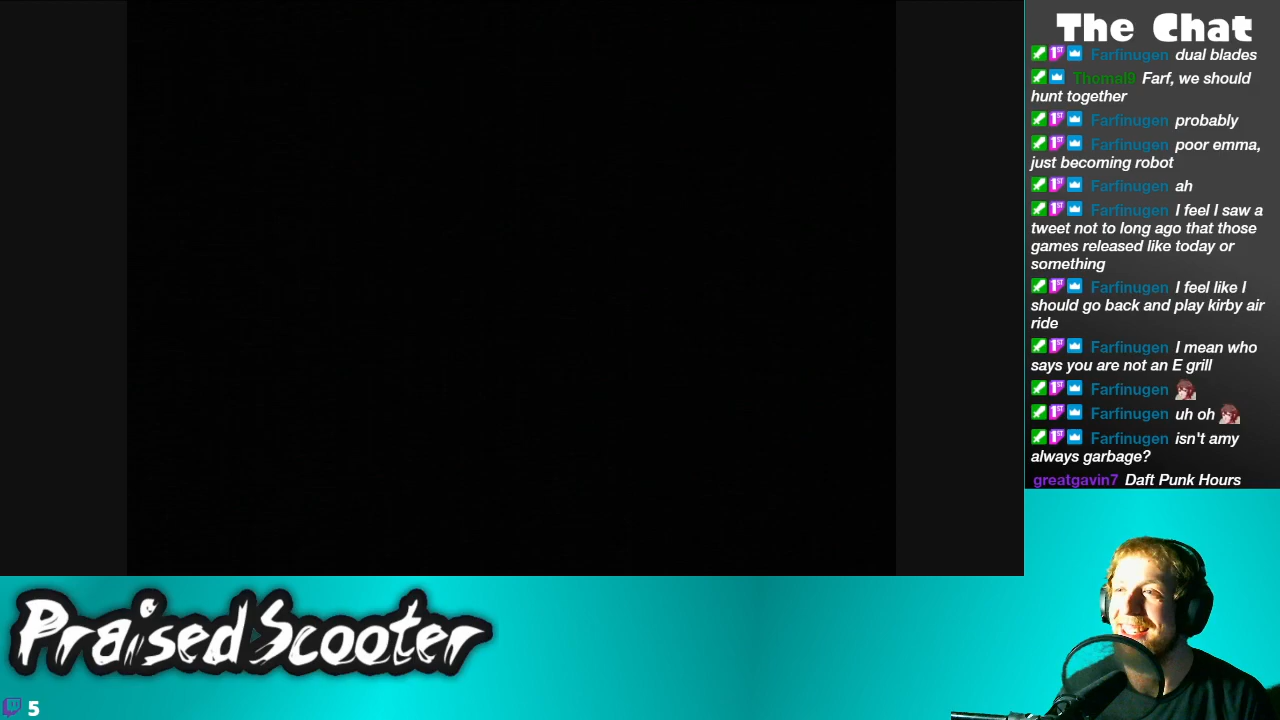 The Chat
Farfinugen dual blades
Thomal9 Farf, we should
hunt together
Farfinugen probably
Farfinugen poor emma,
just becoming robot
Farfinugen ah
Farfinugen I feel I saw a
tweet not to long ago that those
games released like today or
something
Farfinugen I feel like I
should go back and play kirby air
ride
Farfinugen I mean who
says you are not an E grill
Farfinugen
Farfinugen uh oh
Farfinugen isn't amy
always garbage?
greatgavin7 Daft Punk Hours
PraisedScooter
5